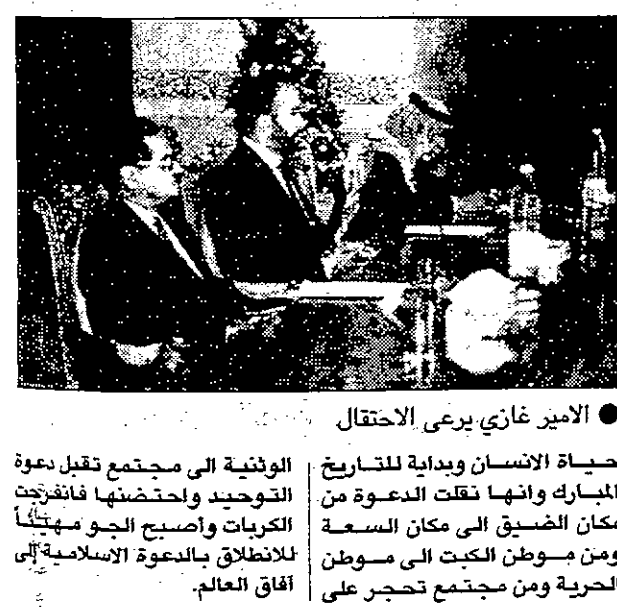 ● الامير غازي يرعى الاحتقال
حياة الانسان وبداية للتاريخ
المبارك وانها نقلت الدعوة من
مكان الضيق الى مكان السعة
ومن موطن الكبت الى موطن
الحرية ومن مجتمع تحجر على
الوثنية الى مجتمع تقبل دعوة
التوحيد واحتضنها فانفرجت
الكربات وأصبح الجو مهيئاً
للانطلاق بالدعوة الاسلامية إلى
آفاق العالم.